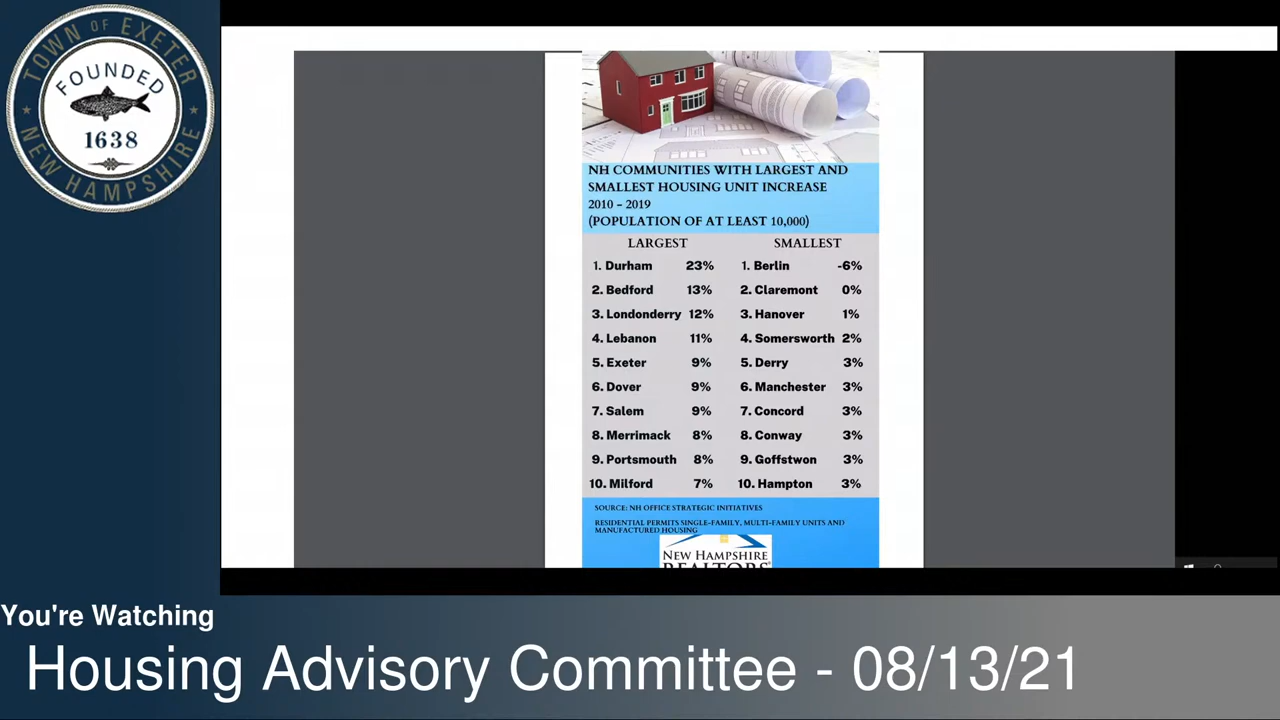 TOWN OF EXETER
FOUNDED
1638
NEW HAMPSHIRE
NH COMMUNITIES WITH LARGEST AND
SMALLEST HOUSING UNIT INCREASE
2010 - 2019
(POPULATION OF AT LEAST 10,000)
LARGEST SMALLEST
1. Durham 23% 1. Berlin -6%
2. Bedford 13% 2. Claremont 0%
3. Londonderry 12% 3. Hanover 1%
4. Lebanon 11% 4. Somersworth 2%
5. Exeter 9% 5. Derry 3%
6. Dover 9% 6. Manchester 3%
7. Salem 9% 7. Concord 3%
8. Merrimack 8% 8. Conway 3%
9. Portsmouth 8% 9. Goffstwon 3%
10. Milford 7% 10. Hampton 3%
SOURCE: NH OFFICE STRATEGIC INITIATIVES
RESIDENTIAL PERMITS SINGLE-FAMILY, MULTI-FAMILY UNITS AND
MANUFACTURED HOUSING
NEW HAMPSHIRE
REALTORS
You're Watching
Housing Advisory Committee - 08/13/21